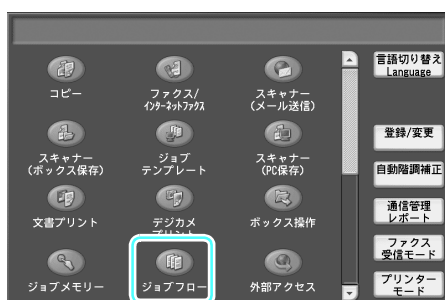 コピー
ファクス/
インターネットファクス
スキャナー
(メール送信)
スキャナー
(ボックス保存)
ジョブ
テンプレート
スキャナー
(PC保存)
文書プリント
デジカメ
プリント
ボックス操作
ジョブメモリー
ジョブフロー
外部アクセス
言語切り替え
Language
登録/変更
自動階調補正
通信管理
レポート
ファクス
受信モード
プリンター
モード